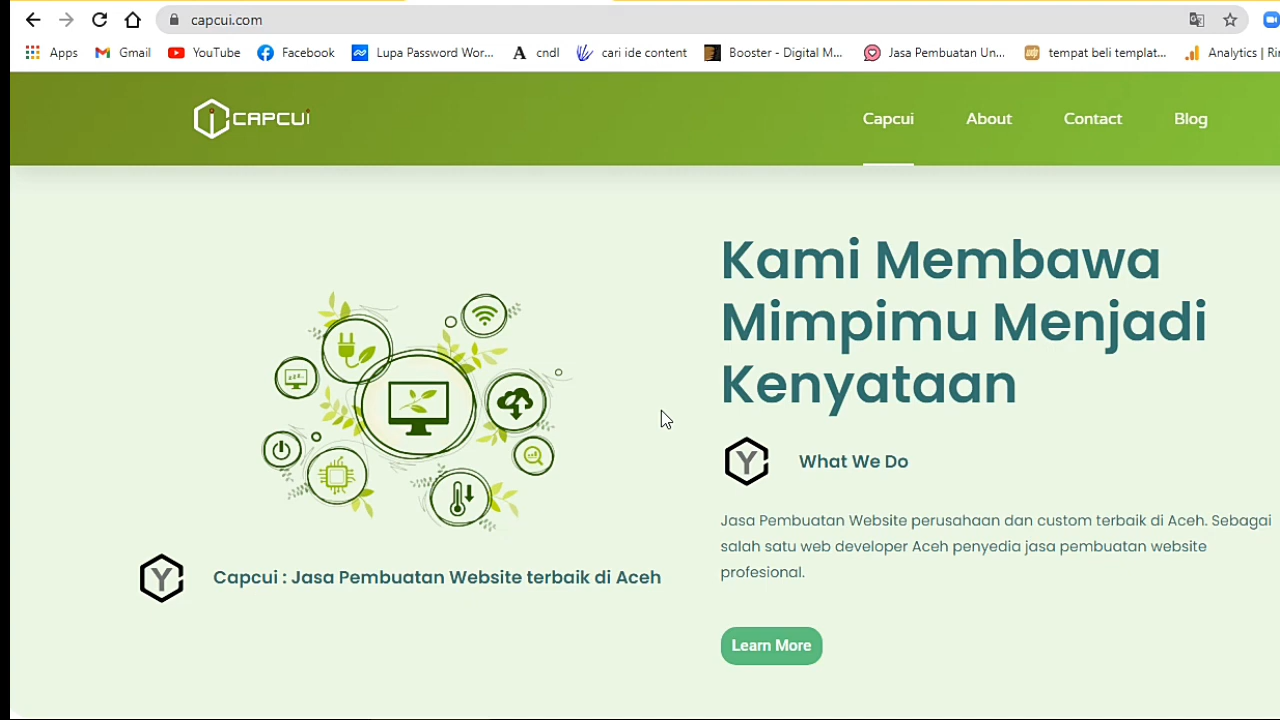 capcui.com
Apps Gmail YouTube Facebook Lupa Password Wor... cndl cari ide content Booster - Digital M... Jasa Pembuatan Un... tempat beli templat... Analytics | Rin
CAPCUi Capcui About Contact Blog
Kami Membawa
Mimpimu Menjadi
Kenyataan
What We Do
Jasa Pembuatan Website perusahaan dan custom terbaik di Aceh. Sebagai
salah satu web developer Aceh penyedia jasa pembuatan website
profesional.
Capcui : Jasa Pembuatan Website terbaik di Aceh
Learn More